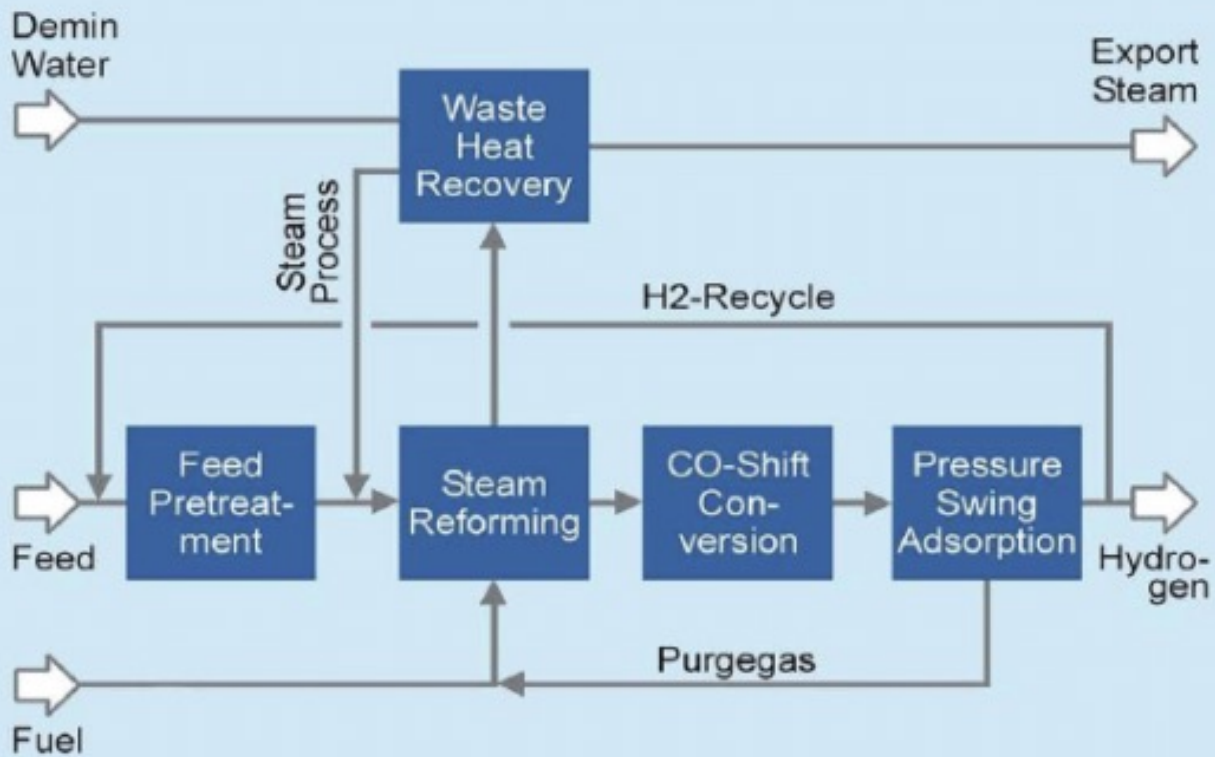 Demin
Water
Waste
Heat
Recovery
Export
Steam
Steam
Process
H2-Recycle
Feed
Pretreat-
ment
Steam
Reforming
CO-Shift
Con-
version
Pressure
Swing
Adsorption
Feed
Hydro-
gen
Purgegas
Fuel